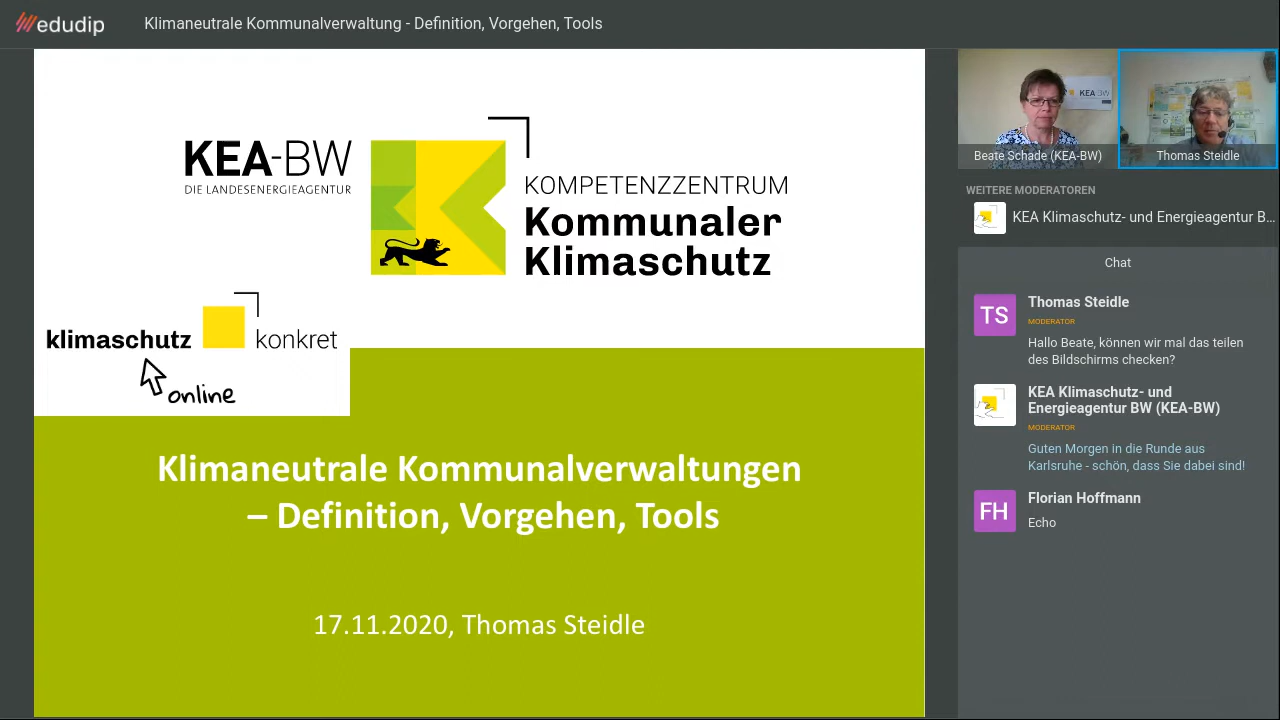 edudip
Klimaneutrale Kommunalverwaltung - Definition, Vorgehen, Tools
KEA-BW
DIE LANDESENERGIEAGENTUR
KOMPETENZZENTRUM
Kommunaler
Klimaschutz
klimaschutz konkret
online
Klimaneutrale Kommunalverwaltungen
– Definition, Vorgehen, Tools
17.11.2020, Thomas Steidle
KEA-BW
Beate Schade (KEA-BW)
Thomas Steidle
WEITERE MODERATOREN
KEA Klimaschutz- und Energieagentur B...
Chat
TS
Thomas Steidle
MODERATOR
Hallo Beate, können wir mal das teilen
des Bildschirms checken?
KEA Klimaschutz- und
Energieagentur BW (KEA-BW)
MODERATOR
Guten Morgen in die Runde aus
Karlsruhe - schön, dass Sie dabei sind!
FH
Florian Hoffmann
Echo